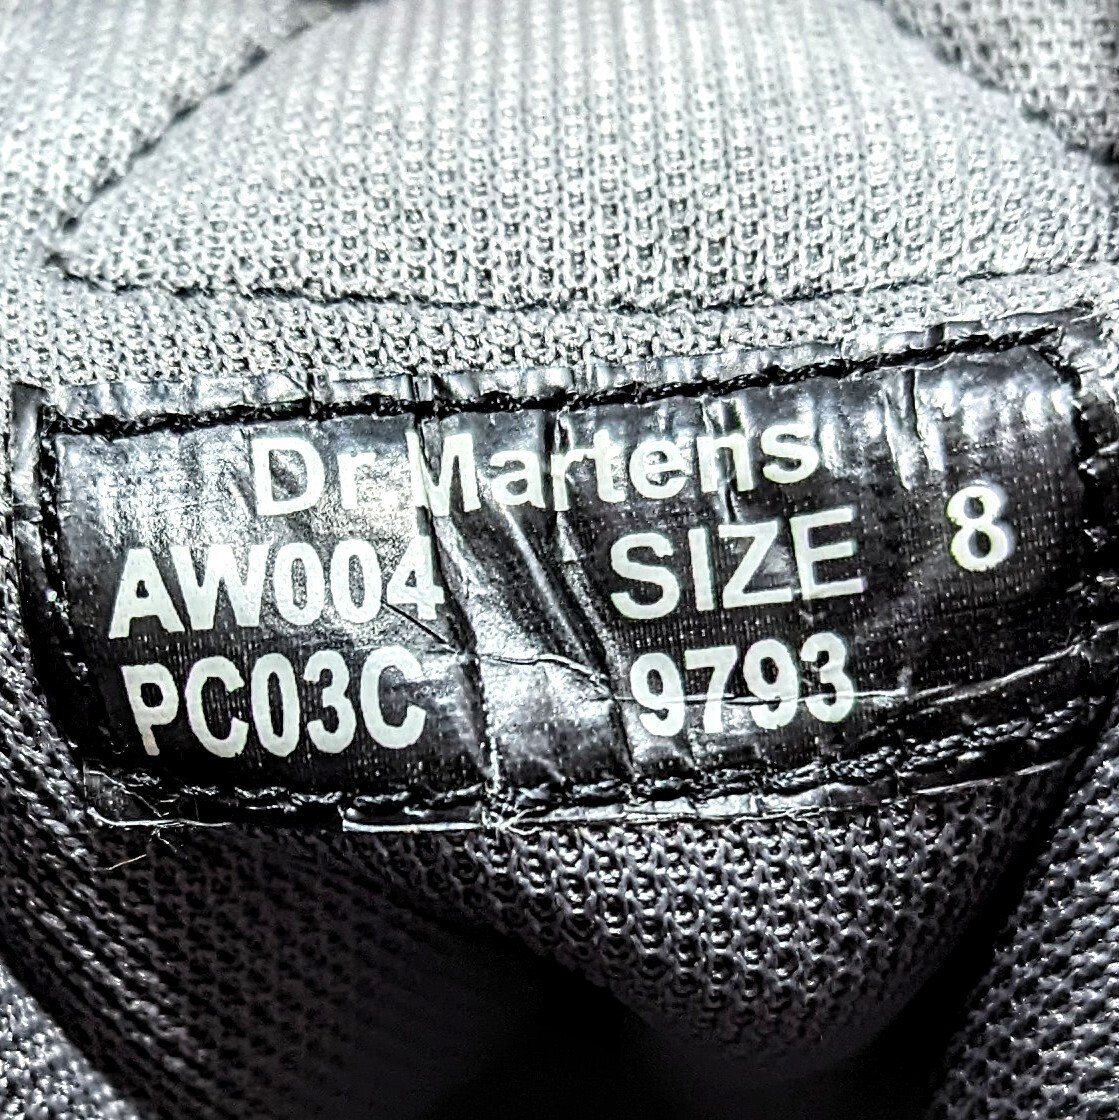 Dr.Martens
AW004 SIZE 8
PC03C 9793